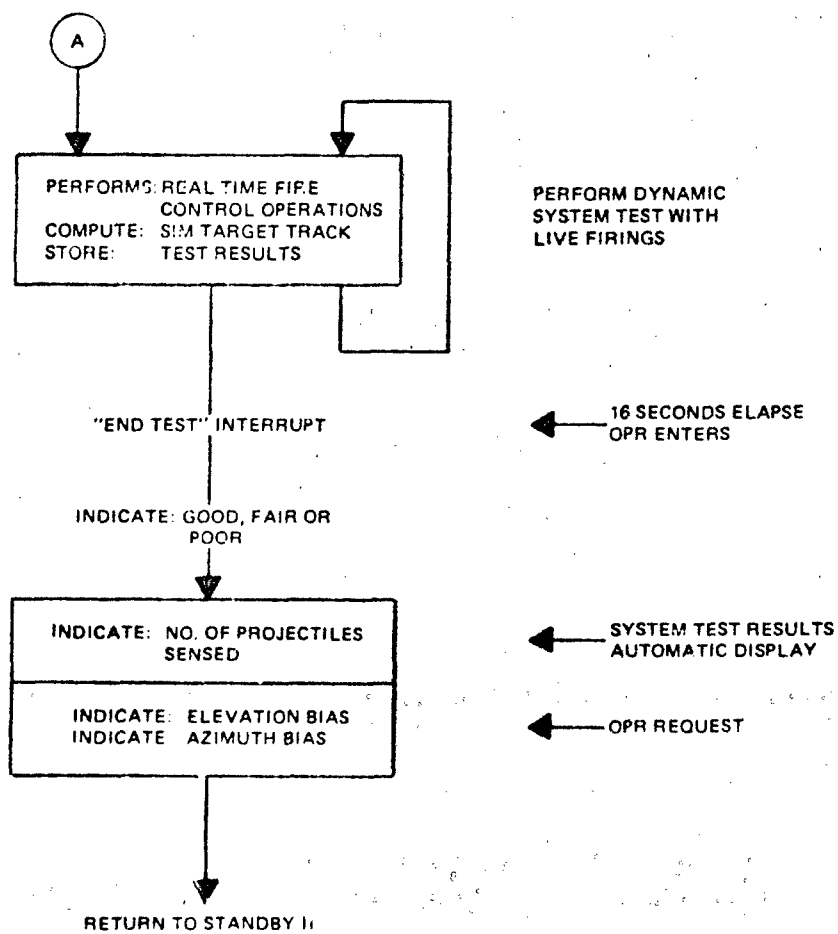 A
PERFORMS: REAL TIME FIRE
CONTROL OPERATIONS
COMPUTE: SIM TARGET TRACK
STORE: TEST RESULTS
PERFORM DYNAMIC
SYSTEM TEST WITH
LIVE FIRINGS
"END TEST" INTERRUPT
16 SECONDS ELAPSE
OPR ENTERS
INDICATE: GOOD, FAIR OR
POOR
INDICATE: NO. OF PROJECTILES
SENSED
SYSTEM TEST RESULTS
AUTOMATIC DISPLAY
INDICATE: ELEVATION BIAS
INDICATE AZIMUTH BIAS
OPR REQUEST
RETURN TO STANDBY II